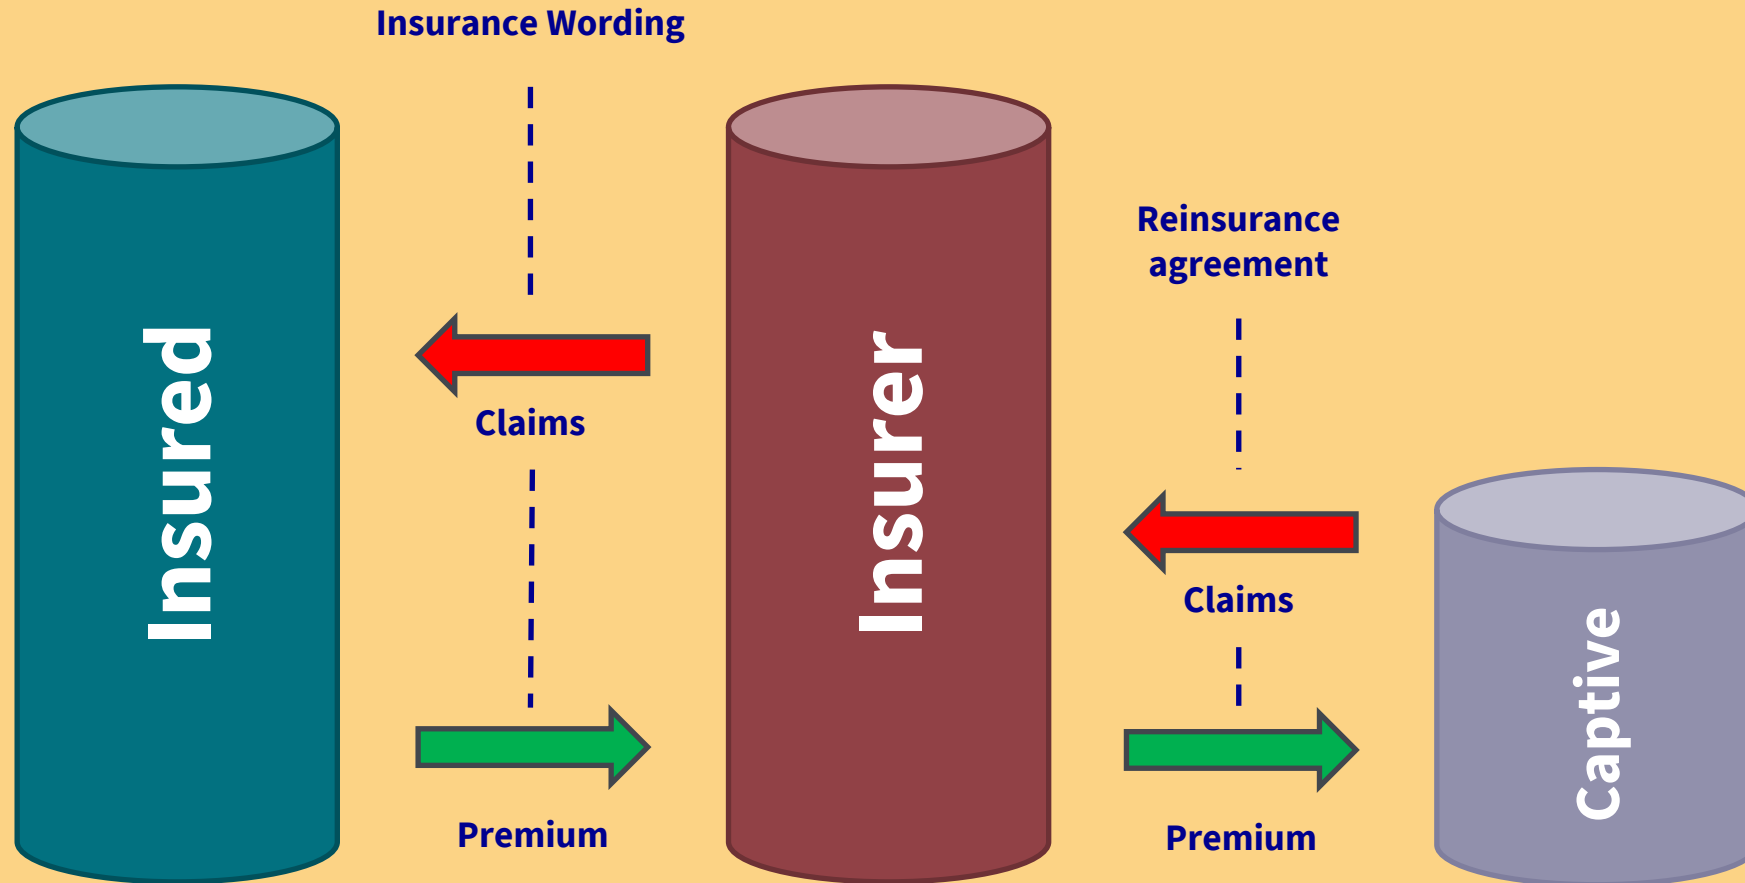 Insurance Wording
Insured
Claims
Premium
Insurer
Reinsurance
agreement
Claims
Premium
Captive